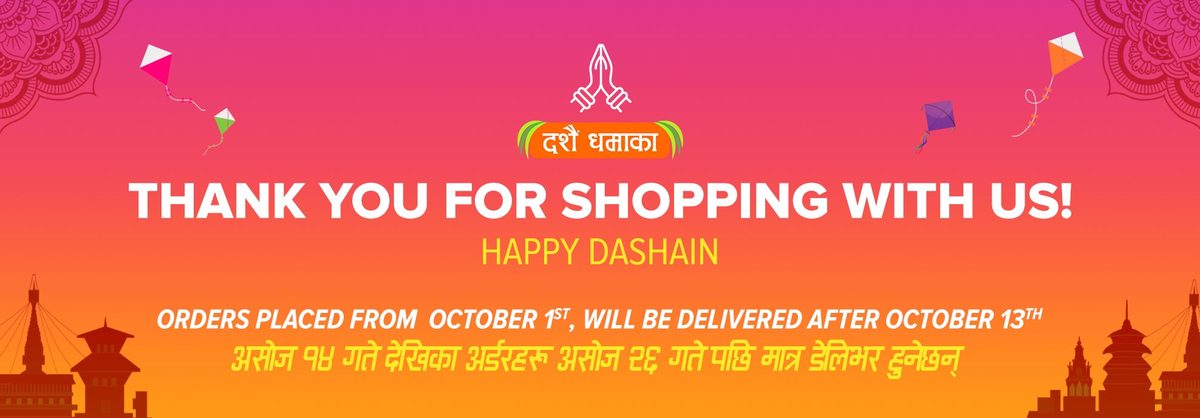 दशैं धमाका
THANK YOU FOR SHOPPING WITH US!
HAPPY DASHAIN
ORDERS PLACED FROM OCTOBER 1ST, WILL BE DELIVERED AFTER OCTOBER 13TH
असोज १४ गते देखिका अर्डरहरू असोज २६ गते पछि मात्र डेलिभर हुनेछन्